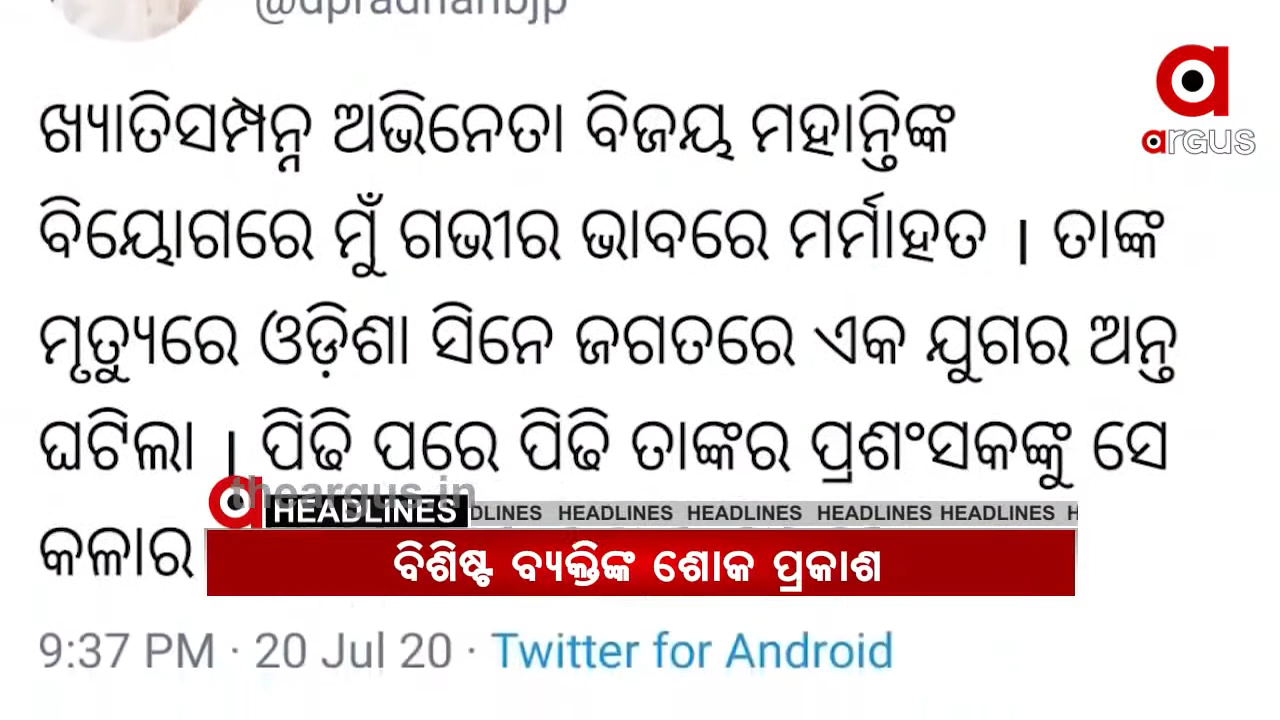 @dpradhanbjp
ଖ୍ୟାତିସମ୍ପନ୍ନ ଅଭିନେତା ବିଜୟ ମହାନ୍ତିଙ୍କ
ବିୟୋଗରେ ମୁଁ ଗଭୀର ଭାବରେ ମର୍ମାହତ । ତାଙ୍କ
ମୃତ୍ୟୁରେ ଓଡ଼ିଶା ସିନେ ଜଗତରେ ଏକ ଯୁଗର ଅନ୍ତ
ଘଟିଲା । ପିଢି ପରେ ପିଢି ତାଙ୍କର ପ୍ରଶଂସକଙ୍କୁ ସେ
କଳାର
argus
theargus.in
HEADLINES DLINES HEADLINES HEADLINES HEADLINES HEADLINES H
ବିଶିଷ୍ଟ ବ୍ୟକ୍ତିଙ୍କ ଶୋକ ପ୍ରକାଶ
9:37 PM · 20 Jul 20 · Twitter for Android